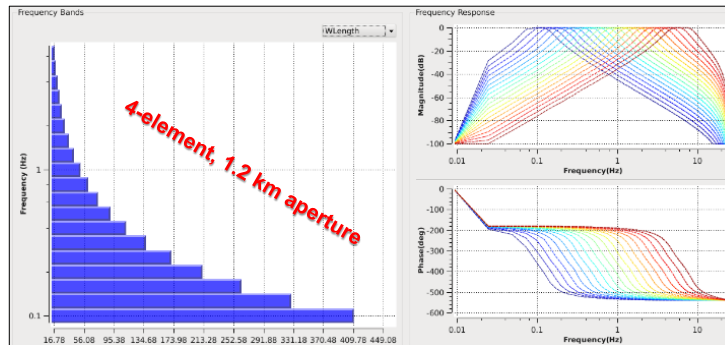 Frequency Bands
WLength
Frequency (Hz)
1
0.1
4-element, 1.2 km aperture
16.78 56.08 95.38 134.68 173.98 213.28 252.58 291.88 331.18 370.48 409.78 449.08
Frequency Response
Magnitude(dB)
0
-20
-40
-60
-80
-100
0.01 0.1 1 10
Frequency(Hz)
Phase(deg)
0
-100
-200
-300
-400
-500
-600
0.01 0.1 1 10
Frequency(Hz)